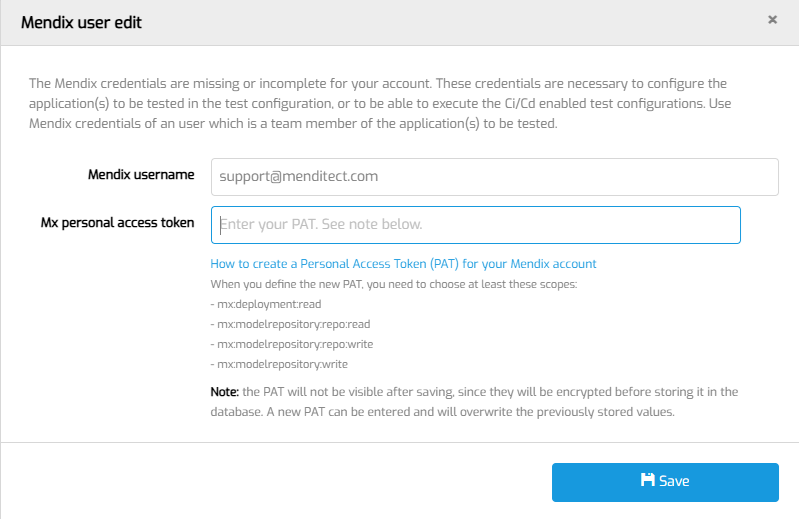 Mendix user edit
×
The Mendix credentials are missing or incomplete for your account. These credentials are necessary to configure the
application(s) to be tested in the test configuration, or to be able to execute the Ci/Cd enabled test configurations. Use
Mendix credentials of an user which is a team member of the application(s) to be tested.
Mendix username
support@menditect.com
Mx personal access token
Enter your PAT. See note below.
How to create a Personal Access Token (PAT) for your Mendix account
When you define the new PAT, you need to choose at least these scopes:
- mx:deployment:read
- mx:modelrepository:repo:read
- mx:modelrepository:repo:write
- mx:modelrepository:write
Note: the PAT will not be visible after saving, since they will be encrypted before storing it in the
database. A new PAT can be entered and will overwrite the previously stored values.
Save